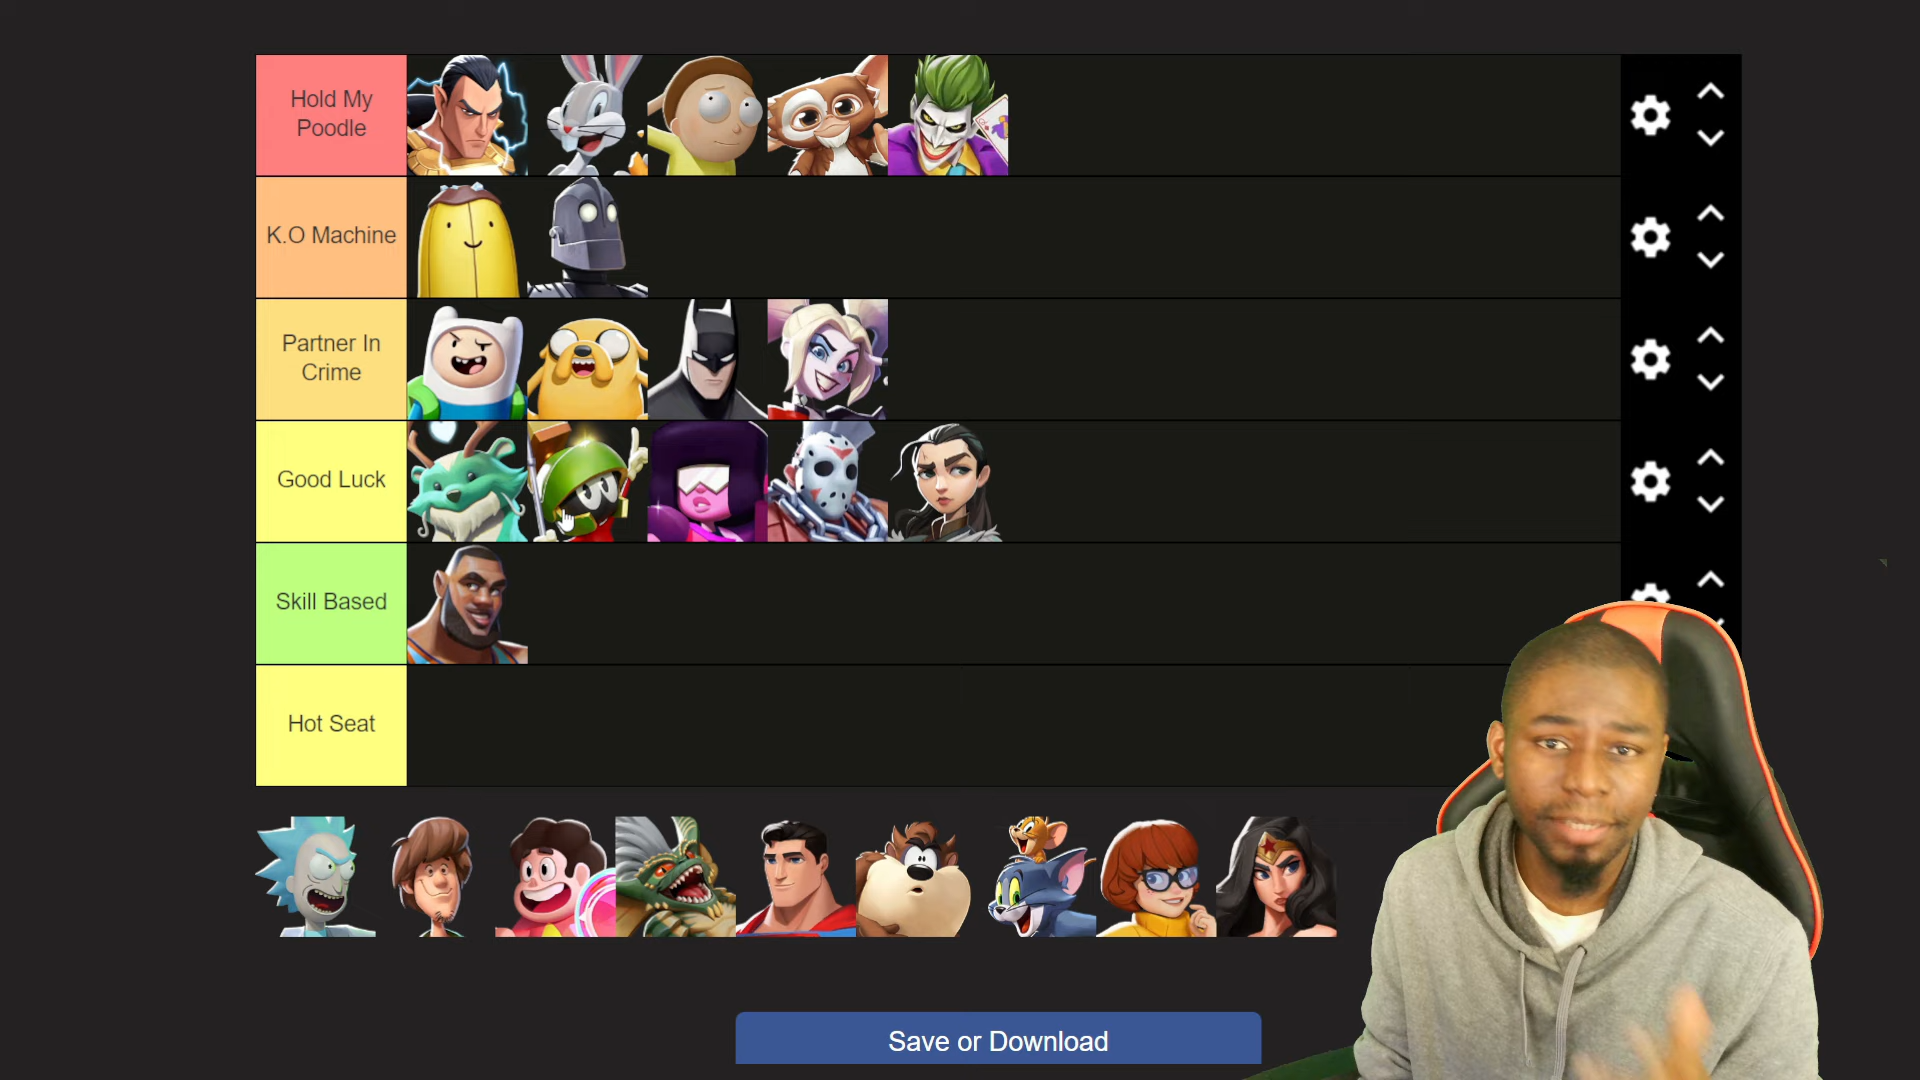 Hold My
Poodle
K.O Machine
Partner In
Crime
Good Luck
Skill Based
Hot Seat
Save or Download